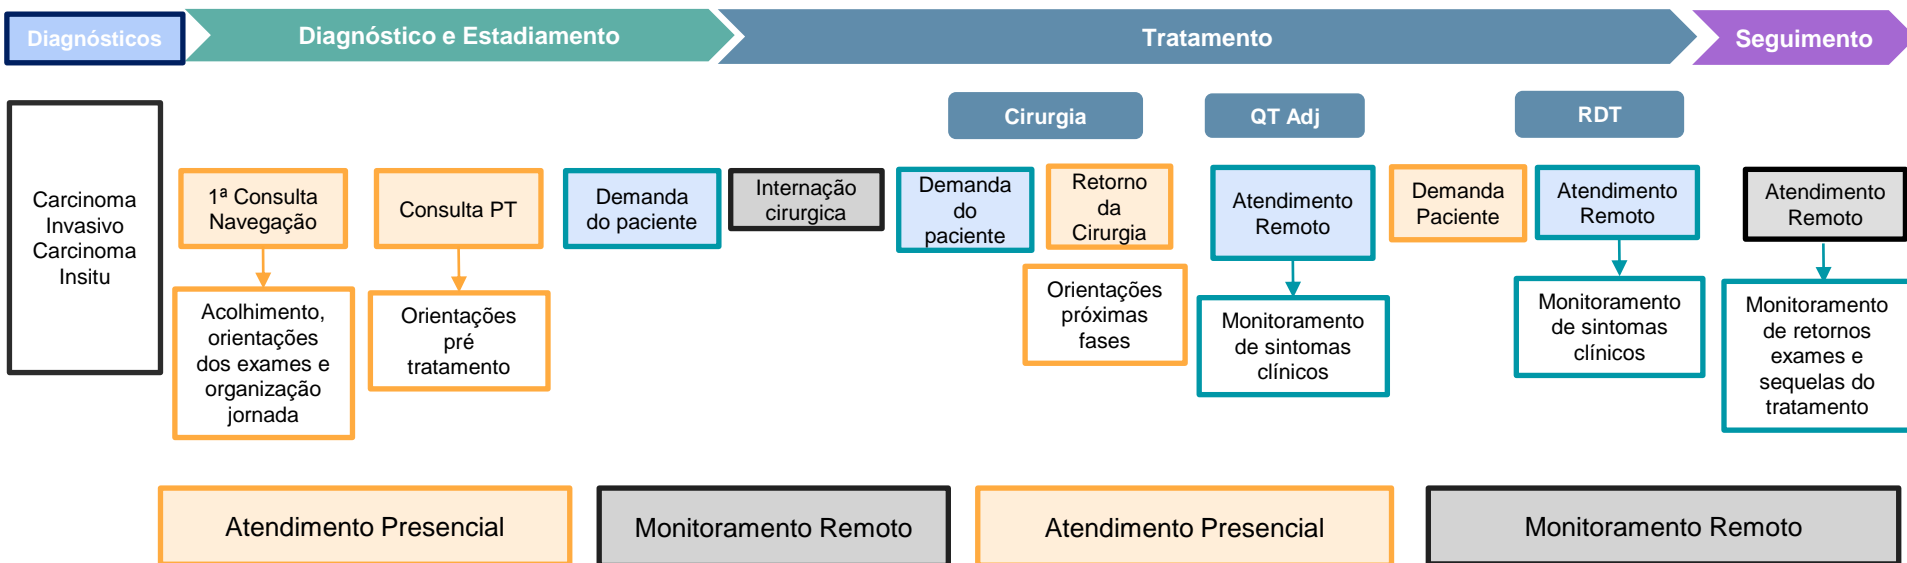 Diagnósticos
Diagnóstico e Estadiamento
Tratamento
Seguimento
Cirurgia
QT Adj
RDT
Carcinoma
Invasivo
Carcinoma
Insitu
1ª Consulta
Navegação
Consulta PT
Demanda
do paciente
Internação
cirurgica
Demanda
do
paciente
Retorno
da
Cirurgia
Atendimento
Remoto
Demanda
Paciente
Atendimento
Remoto
Atendimento
Remoto
Acolhimento,
orientações
dos exames e
organização
jornada
Orientações
pré
tratamento
Orientações
próximas
fases
Monitoramento
de sintomas
clínicos
Monitoramento
de sintomas
clínicos
Monitoramento
de retornos
exames e
sequelas do
tratamento
Atendimento Presencial
Monitoramento Remoto
Atendimento Presencial
Monitoramento Remoto